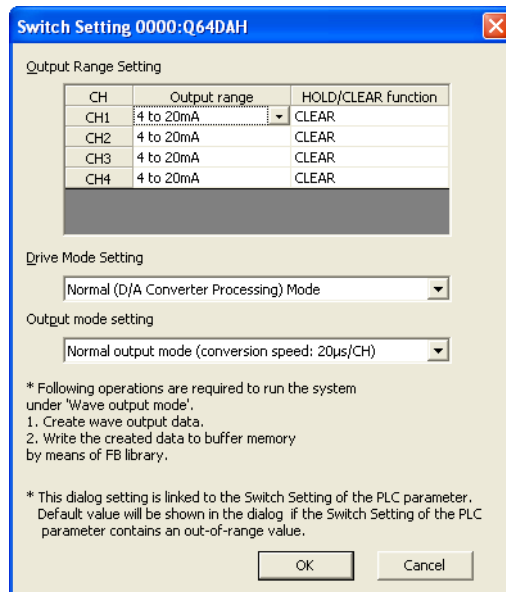 Switch Setting 0000:Q64DAH
Output Range Setting
CH Output range HOLD/CLEAR function
CH1 4 to 20mA CLEAR
CH2 4 to 20mA CLEAR
CH3 4 to 20mA CLEAR
CH4 4 to 20mA CLEAR
Drive Mode Setting
Normal (D/A Converter Processing) Mode
Output mode setting
Normal output mode (conversion speed: 20µs/CH)
* Following operations are required to run the system
under 'Wave output mode'.
1. Create wave output data.
2. Write the created data to buffer memory
by means of FB library.
* This dialog setting is linked to the Switch Setting of the PLC parameter.
Default value will be shown in the dialog if the Switch Setting of the PLC
parameter contains an out-of-range value.
OK Cancel